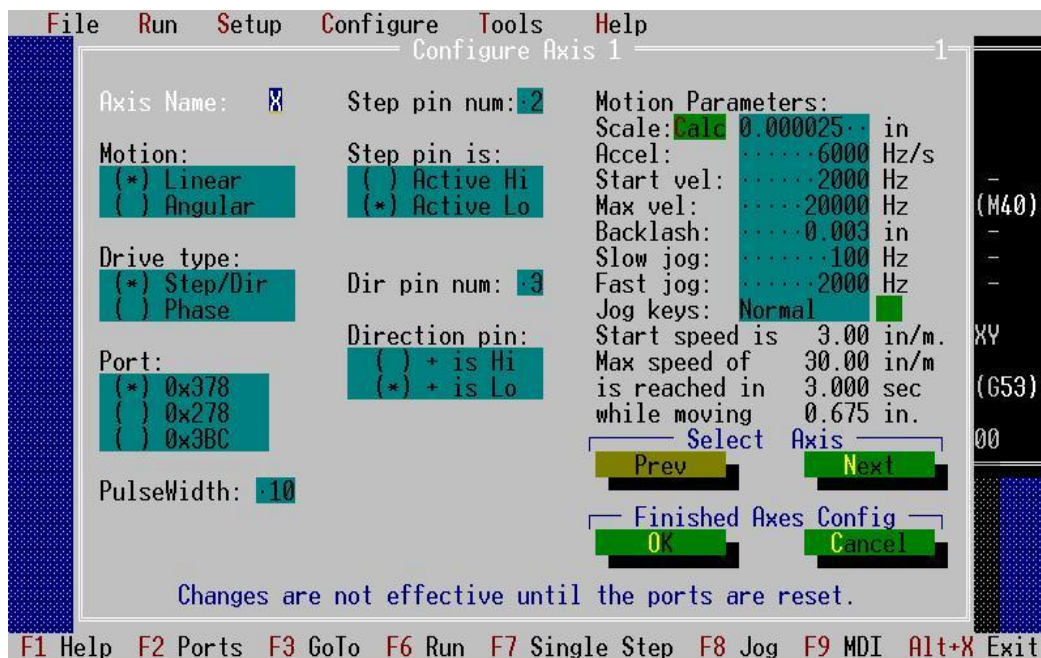 File Run Setup Configure Tools Help
Configure Axis 1 1
Axis Name: X
Motion:
(*) Linear
( ) Angular
Drive type:
(*) Step/Dir
( ) Phase
Port:
(*) 0x378
( ) 0x278
( ) 0x3BC
PulseWidth: ·10
Step pin num: ·2
Step pin is:
( ) Active Hi
(*) Active Lo
Dir pin num: ·3
Direction pin:
( ) + is Hi
(*) + is Lo
Motion Parameters:
Scale: Calc 0.000025·· in
Accel: ······6000 Hz/s
Start vel: ······2000 Hz
Max vel: ·····20000 Hz
Backlash: ·····0.003 in
Slow jog: ·······100 Hz
Fast jog: ······2000 Hz
Jog keys: Normal
Start speed is 3.00 in/m.
Max speed of 30.00 in/m
is reached in 3.000 sec
while moving 0.675 in.
Select Axis
Prev Next
Finished Axes Config
OK Cancel
Changes are not effective until the ports are reset.
(M40)
XY
(G53)
00
F1 Help F2 Ports F3 GoTo F6 Run F7 Single Step F8 Jog F9 MDI Alt+X Exit